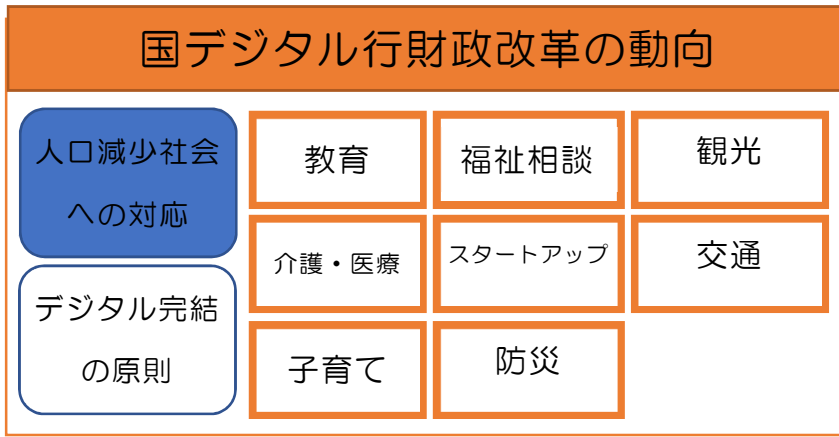 国デジタル行財政改革の動向
人口減少社会
への対応
デジタル完結
の原則
教育
福祉相談
観光
介護・医療
スタートアップ
交通
子育て
防災